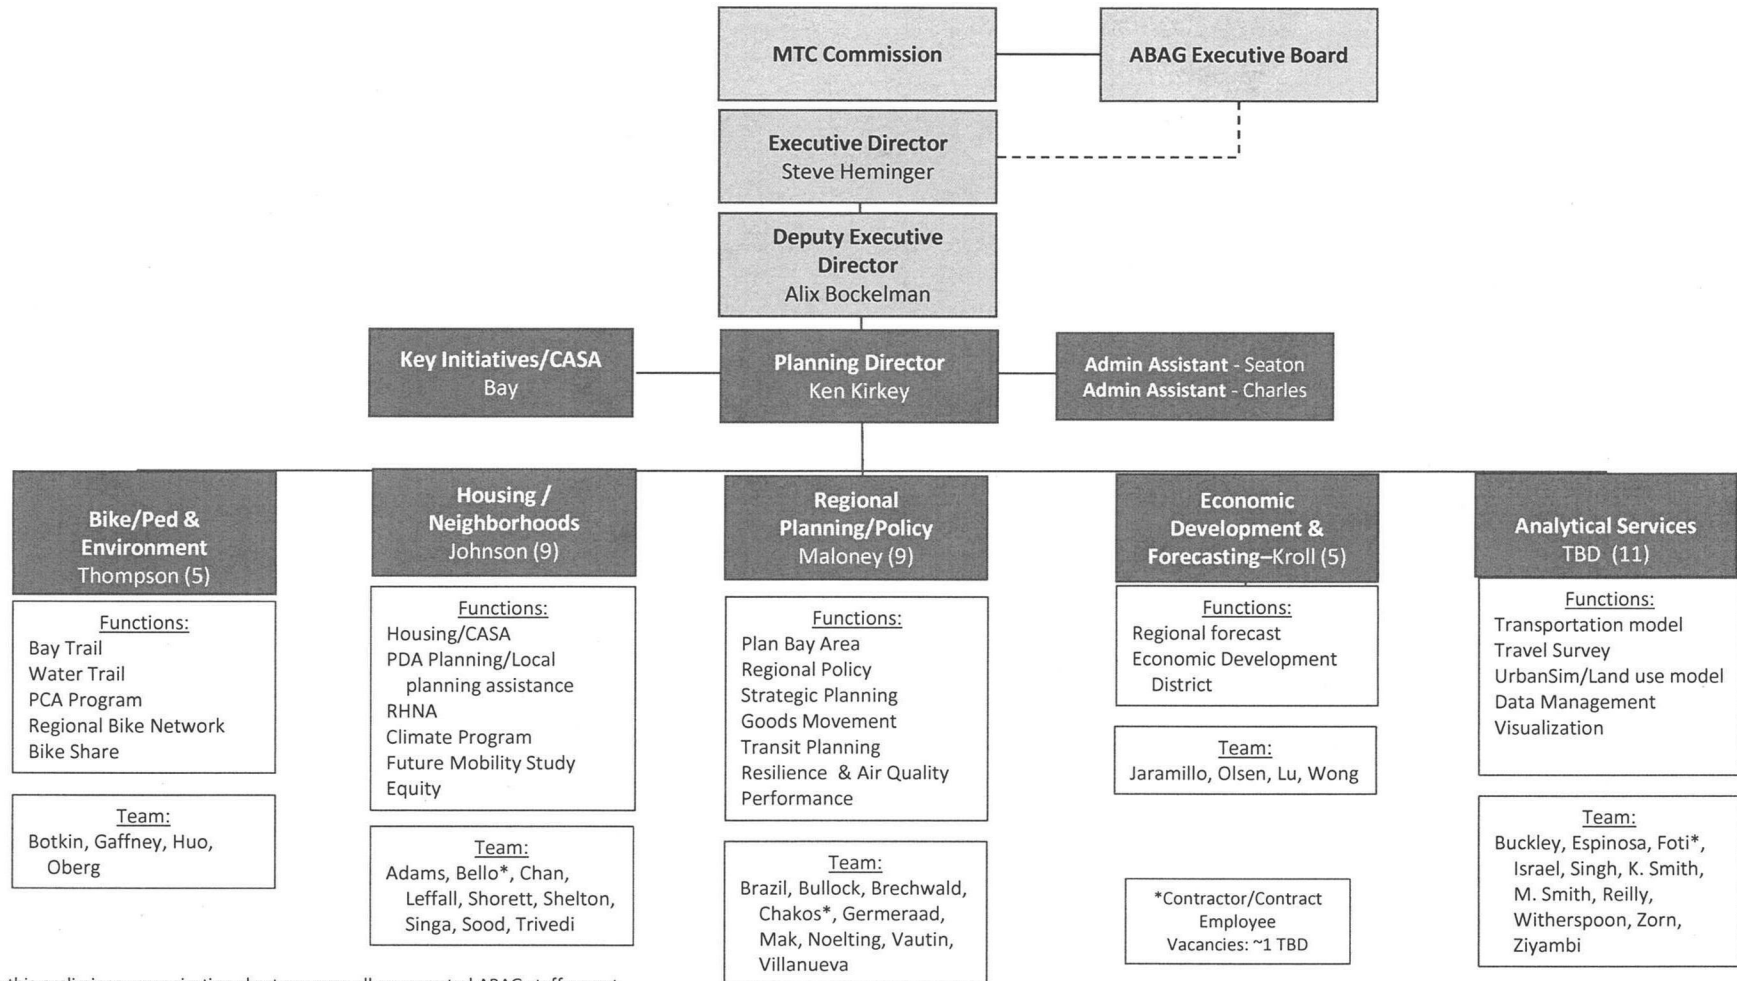 MTC Commission
ABAG Executive Board
Executive Director
Steve Heminger
Deputy Executive
Director
Alix Bockelman
Key Initiatives/CASA
Bay
Planning Director
Ken Kirkey
Admin Assistant - Seaton
Admin Assistant - Charles
Bike/Ped &
Environment
Thompson (5)
Functions:
Bay Trail
Water Trail
PCA Program
Regional Bike Network
Bike Share
Team:
Botkin, Gaffney, Huo,
Oberg
Housing /
Neighborhoods
Johnson (9)
Functions:
Housing/CASA
PDA Planning/Local
planning assistance
RHNA
Climate Program
Future Mobility Study
Equity
Team:
Adams, Bello*, Chan,
Leffall, Shorett, Shelton,
Singa, Sood, Trivedi
Regional
Planning/Policy
Maloney (9)
Functions:
Plan Bay Area
Regional Policy
Strategic Planning
Goods Movement
Transit Planning
Resilience & Air Quality
Performance
Team:
Brazil, Bullock, Brechwald,
Chakos*, Germeraad,
Mak, Noelting, Vautin,
Villanueva
Economic
Development &
Forecasting–Kroll (5)
Functions:
Regional forecast
Economic Development
District
Team:
Jaramillo, Olsen, Lu, Wong
*Contractor/Contract
Employee
Vacancies: ~1 TBD
Analytical Services
TBD (11)
Functions:
Transportation model
Travel Survey
UrbanSim/Land use model
Data Management
Visualization
Team:
Buckley, Espinosa, Foti*,
Israel, Singh, K. Smith,
M. Smith, Reilly,
Witherspoon, Zorn,
Ziyambi